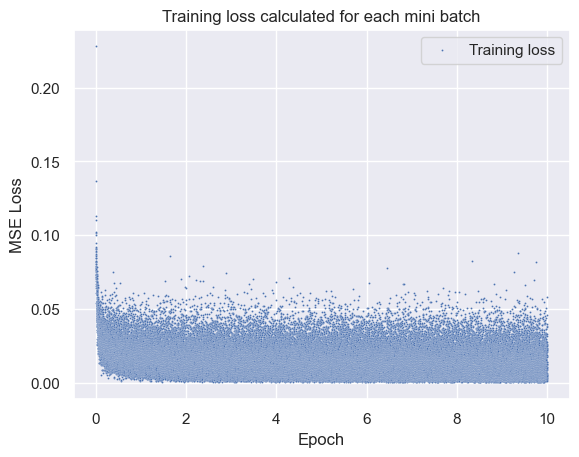 Training loss calculated for each mini batch
Training loss
0.20
0.15
0.10
0.05
0.00
MSE Loss
0 2 4 6 8 10
Epoch